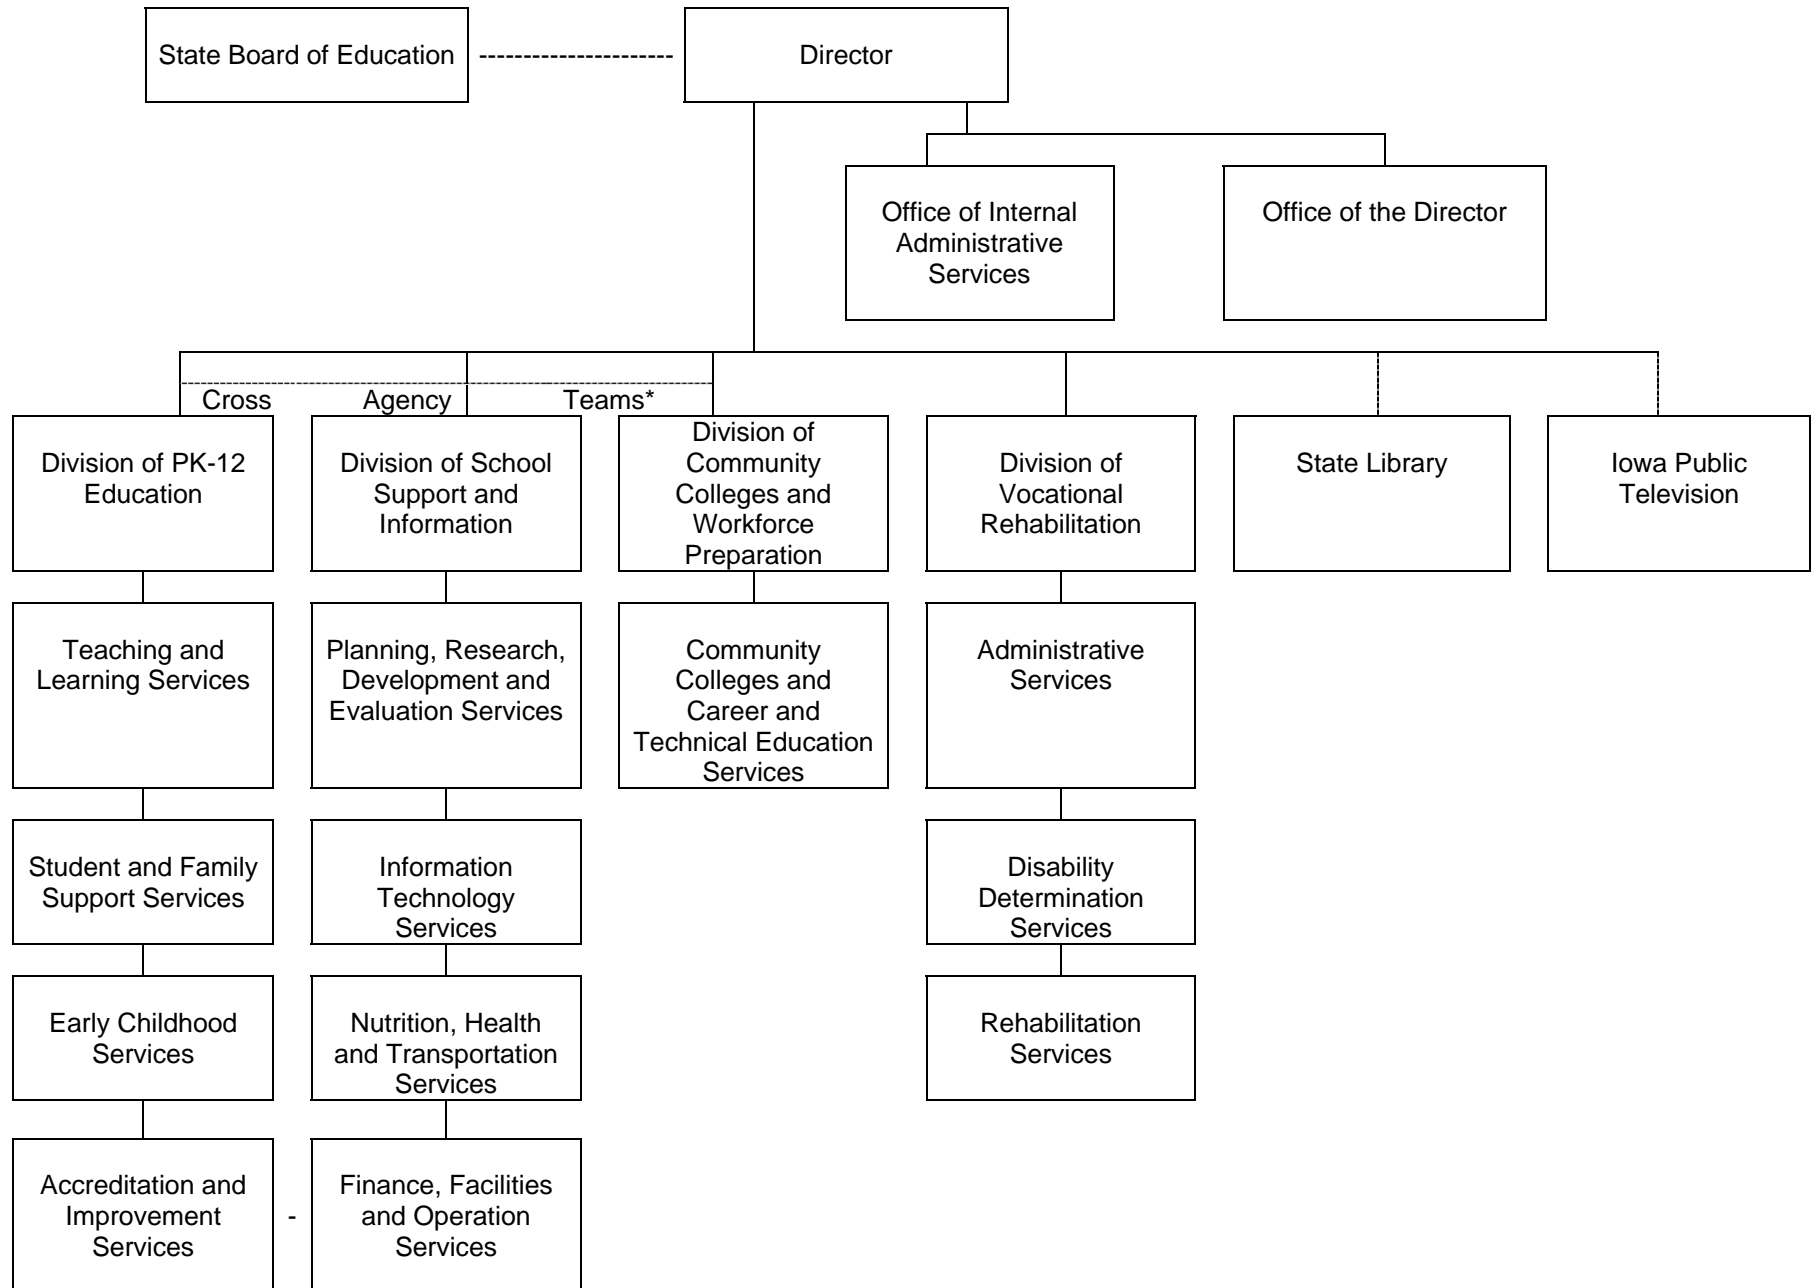 State Board of Education ---------------------- Director
Office of Internal
Administrative
Services
Office of the Director
Cross Agency Teams*
Division of PK-12
Education
Division of School
Support and
Information
Division of
Community
Colleges and
Workforce
Preparation
Division of
Vocational
Rehabilitation
State Library
Iowa Public
Television
Teaching and
Learning Services
Planning, Research,
Development and
Evaluation Services
Community
Colleges and
Career and
Technical Education
Services
Administrative
Services
Student and Family
Support Services
Information
Technology
Services
Disability
Determination
Services
Early Childhood
Services
Nutrition, Health
and Transportation
Services
Rehabilitation
Services
Accreditation and
Improvement
Services
-
Finance, Facilities
and Operation
Services